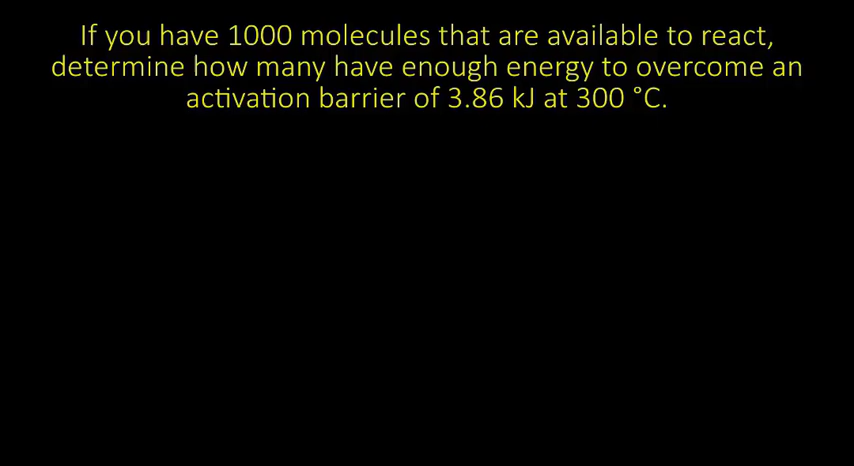 If you have 1000 molecules that are available to react,
determine how many have enough energy to overcome an
activation barrier of 3.86 kJ at 300 °C.